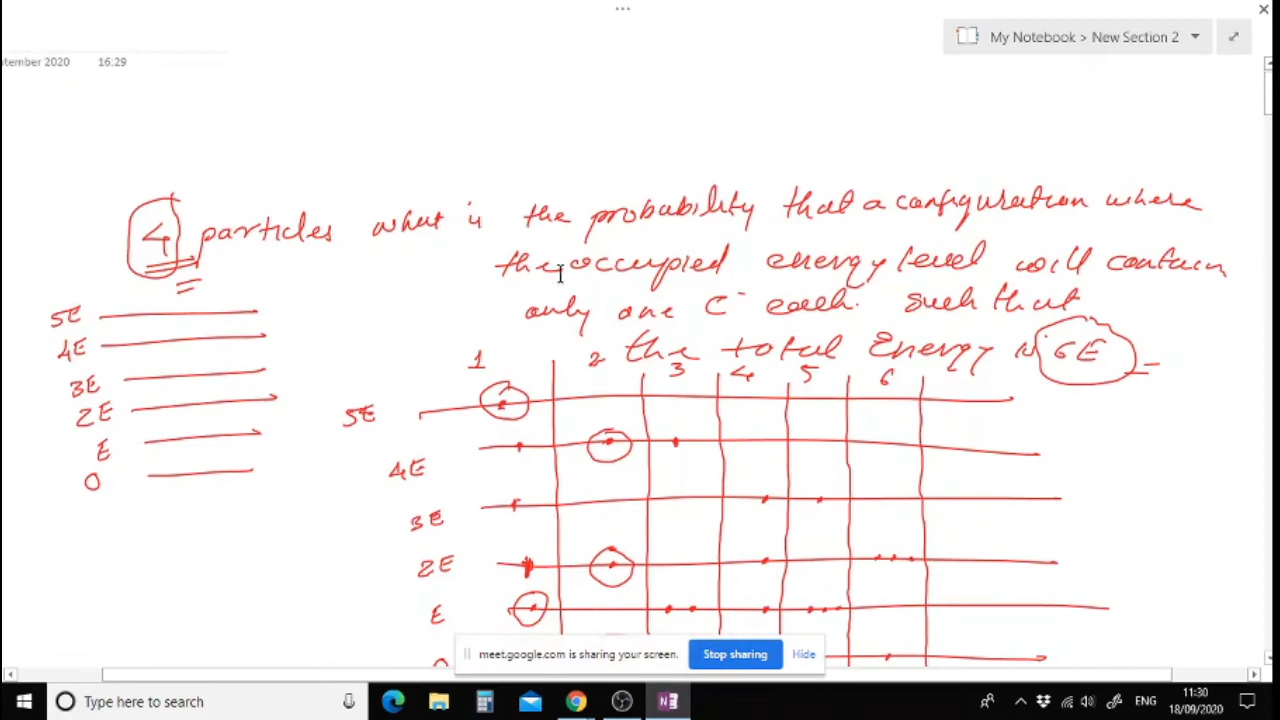 My Notebook > New Section 2
tember 2020 16:29
4 particles what is the probability that a configuration where
the occupied energy level will contain
only one e⁻ each. such that
the total Energy is 6E
5E
4E
3E
2E
E
0
1 2 3 4 5 6
5E
4E
3E
2E
E
0
meet.google.com is sharing your screen. Stop sharing Hide
Type here to search
ENG
11:30
18/09/2020